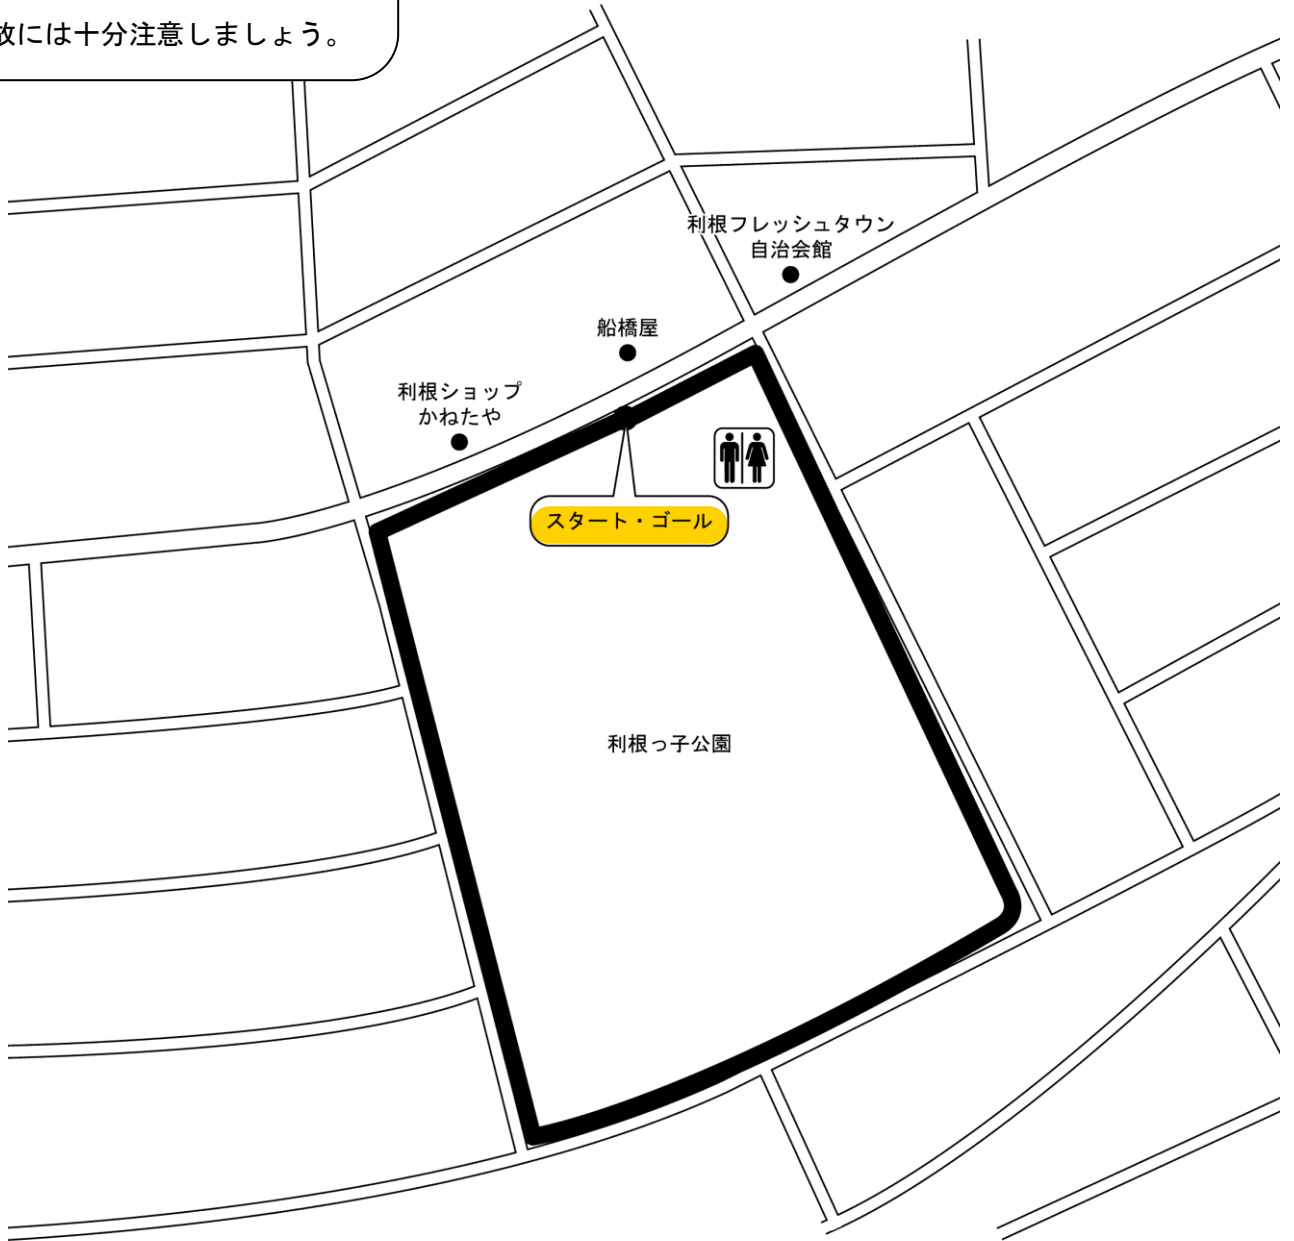 故には十分注意しましょう。
利根フレッシュタウン
自治会館
船橋屋
利根ショップ
かねたや
スタート・ゴール
利根っ子公園